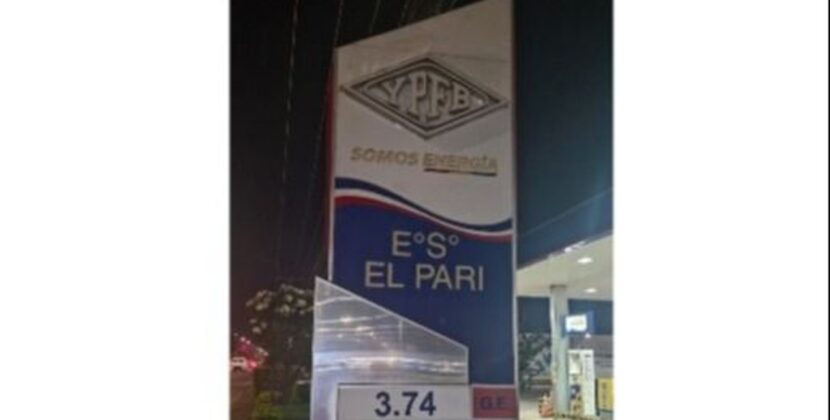 YPFB
SOMOS ENERGÍA
E°S°
EL PARI
3.74 G.E.